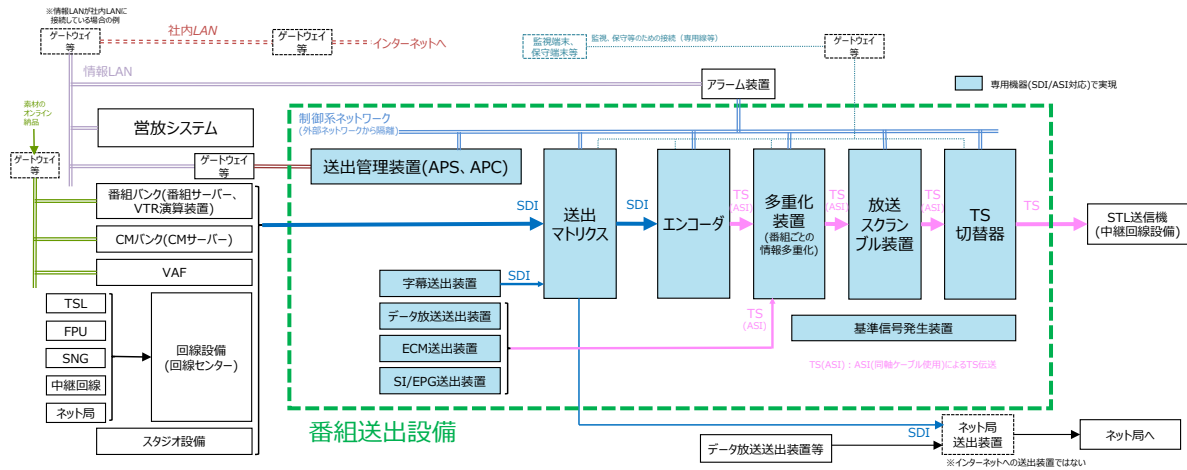 ※情報LANが社内LANに
接続している場合の例
ゲートウェイ
等
社内LAN
ゲートウェイ
等
インターネットへ
監視端末、
保守端末等
監視、保守等のための接続（専用線等）
ゲートウェイ
等
情報LAN
アラーム装置
専用機器(SDI/ASI対応)で実現
素材の
オンライン
納品
営放システム
制御系ネットワーク
(外部ネットワークから隔離)
ゲートウェイ
等
ゲートウェイ
等
送出管理装置(APS、APC)
番組バンク(番組サーバー、
VTR演算装置)
CMバンク(CMサーバー)
VAF
SDI
送出
マトリクス
SDI
エンコーダ
TS
(ASI)
多重化
装置
(番組ごとの
情報多重化)
TS
(ASI)
放送
スクラン
ブル装置
TS
(ASI)
TS
切替器
TS
STL送信機
(中継回線設備)
字幕送出装置
SDI
データ放送送出装置
ECM送出装置
SI/EPG送出装置
TS
(ASI)
基準信号発生装置
TS(ASI)：ASI(同軸ケーブル使用)によるTS伝送
TSL
FPU
SNG
中継回線
ネット局
回線設備
(回線センター)
スタジオ設備
番組送出設備
データ放送送出装置等
SDI
ネット局
送出装置
ネット局へ
※インターネットへの送出装置ではない